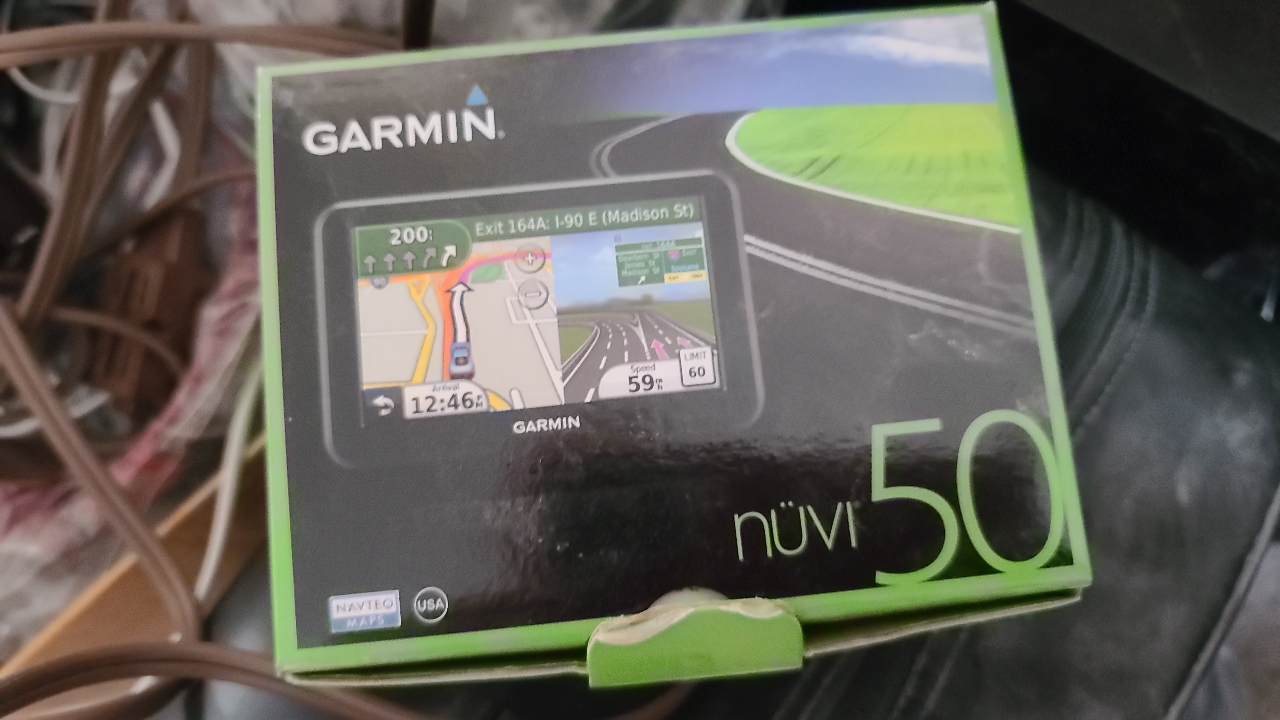 GARMIN
200
Exit 164A: I-90 E (Madison St)
Arrival
12:46
Speed
59
LIMIT
60
GARMIN
nüvi 50
NAVTEQ
MAPS
USA